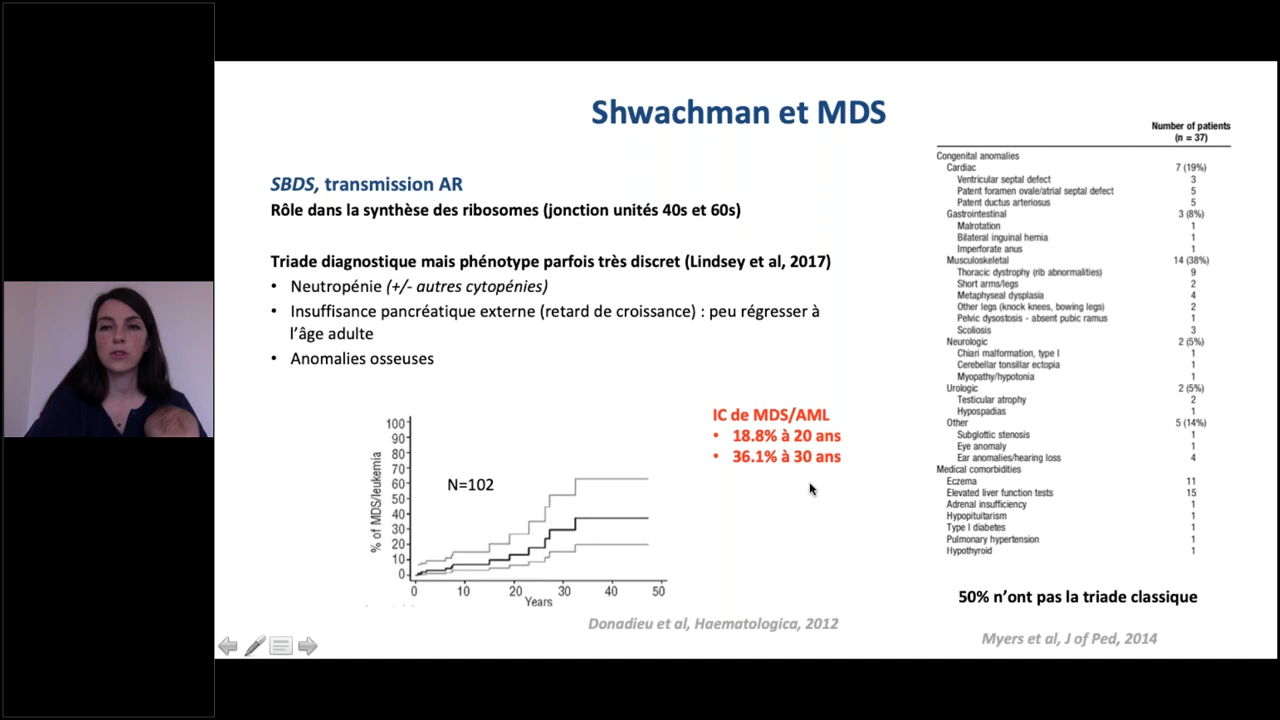 Shwachman et MDS
SBDS, transmission AR
Rôle dans la synthèse des ribosomes (jonction unités 40s et 60s)
Triade diagnostique mais phénotype parfois très discret (Lindsey et al, 2017)
• Neutropénie (+/- autres cytopénies)
• Insuffisance pancréatique externe (retard de croissance) : peu régresser à
l'âge adulte
• Anomalies osseuses
IC de MDS/AML
• 18.8% à 20 ans
• 36.1% à 30 ans
% of MDS/leukemia
100
90
80
70
60
50
40
30
20
10
0
N=102
0 10 20 30 40 50
Years
Donadieu et al, Haematologica, 2012
Number of patients
(n = 37)
Congenital anomalies
Cardiac 7 (19%)
Ventricular septal defect 3
Patent foramen ovale/atrial septal defect 5
Patent ductus arteriosus 5
Gastrointestinal 3 (8%)
Malrotation 1
Bilateral inguinal hernia 1
Imperforate anus 1
Musculoskeletal 14 (38%)
Thoracic dystrophy (rib abnormalities) 9
Short arms/legs 2
Metaphyseal dysplasia 4
Other legs (knock knees, bowing legs) 2
Pelvic dysostosis - absent pubic ramus 1
Scoliosis 3
Neurologic 2 (5%)
Chiari malformation, type I 1
Cerebellar tonsillar ectopia 1
Myopathy/hypotonia 1
Urologic 2 (5%)
Testicular atrophy 2
Hypospadias 1
Other 5 (14%)
Subglottic stenosis 1
Eye anomaly 1
Ear anomalies/hearing loss 4
Medical comorbidities
Eczema 11
Elevated liver function tests 15
Adrenal insufficiency 1
Hypopituitarism 1
Type I diabetes 1
Pulmonary hypertension 1
Hypothyroid 1
50% n'ont pas la triade classique
Myers et al, J of Ped, 2014